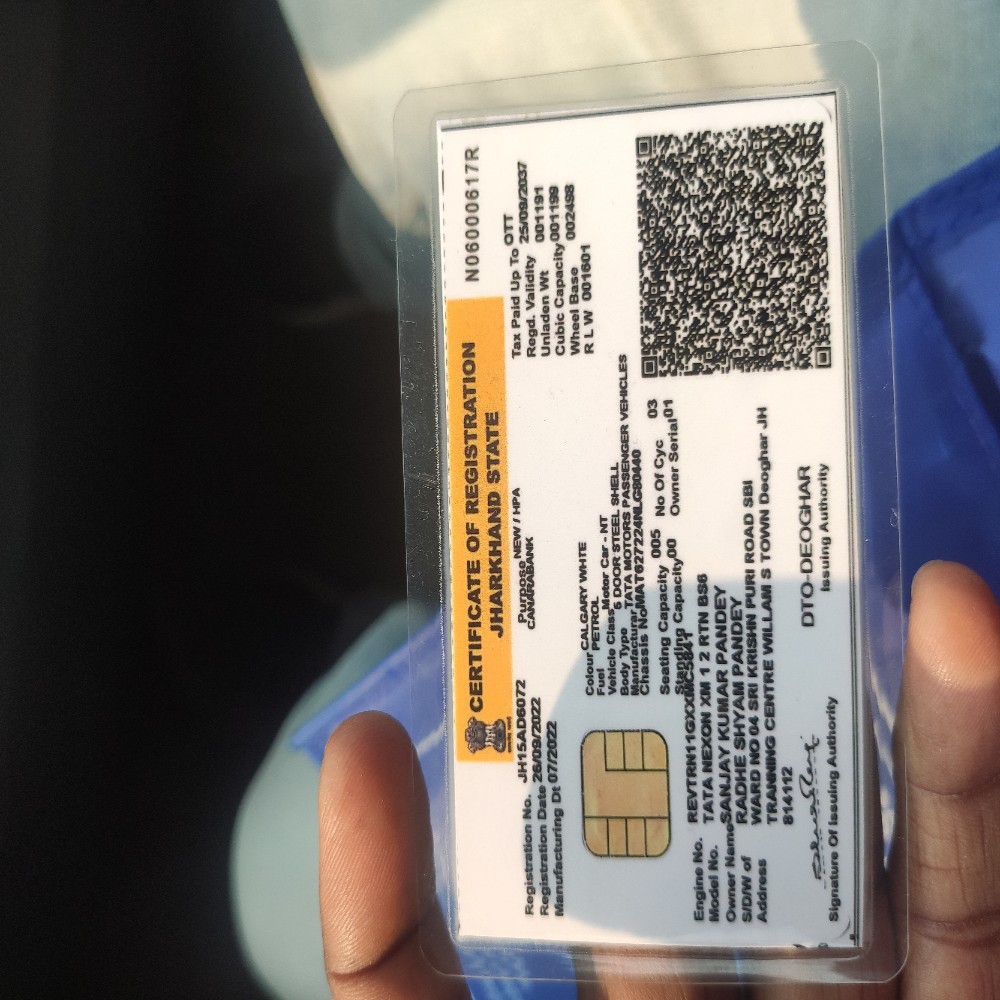 CERTIFICATE OF REGISTRATION
JHARKHAND STATE
N06000617R
Registration No. JH15AD6072
Registration Date 26/09/2022
Manufacturing Dt 07/2022
Purpose NEW / HPA
CANARABANK
Tax Paid Up To OTT
Regd. Validity 25/09/2037
Unladen Wt 001191
Cubic Capacity 001199
Wheel Base 002498
R L W 001601
Colour CALGARY WHTE
Fuel PETROL
Vehicle Class Motor Car - NT
Body Type 5 DOOR STEEL SHELL
Manufacturar TATA MOTORS PASSENGER VEHICLES
Chassis No MAT627224NLG80440
Seating Capacity 005 No Of Cyc 03
Standing Capacity 00 Owner Serial 01
Engine No. REVTRN11GXXMC5841
Model No. TATA NEXON XM 1 2 RTN BS6
Owner Name SANJAY KUMAR PANDEY
S/D/W of RADHE SHYAM PANDEY
Address WARD NO 04 SRI KRISHN PURI ROAD SBI
TRANNING CENTRE WILLAM S TOWN Deoghar JH
814112
DTO-DEOGHAR
Signature Of Issuing Authority Issuing Authority